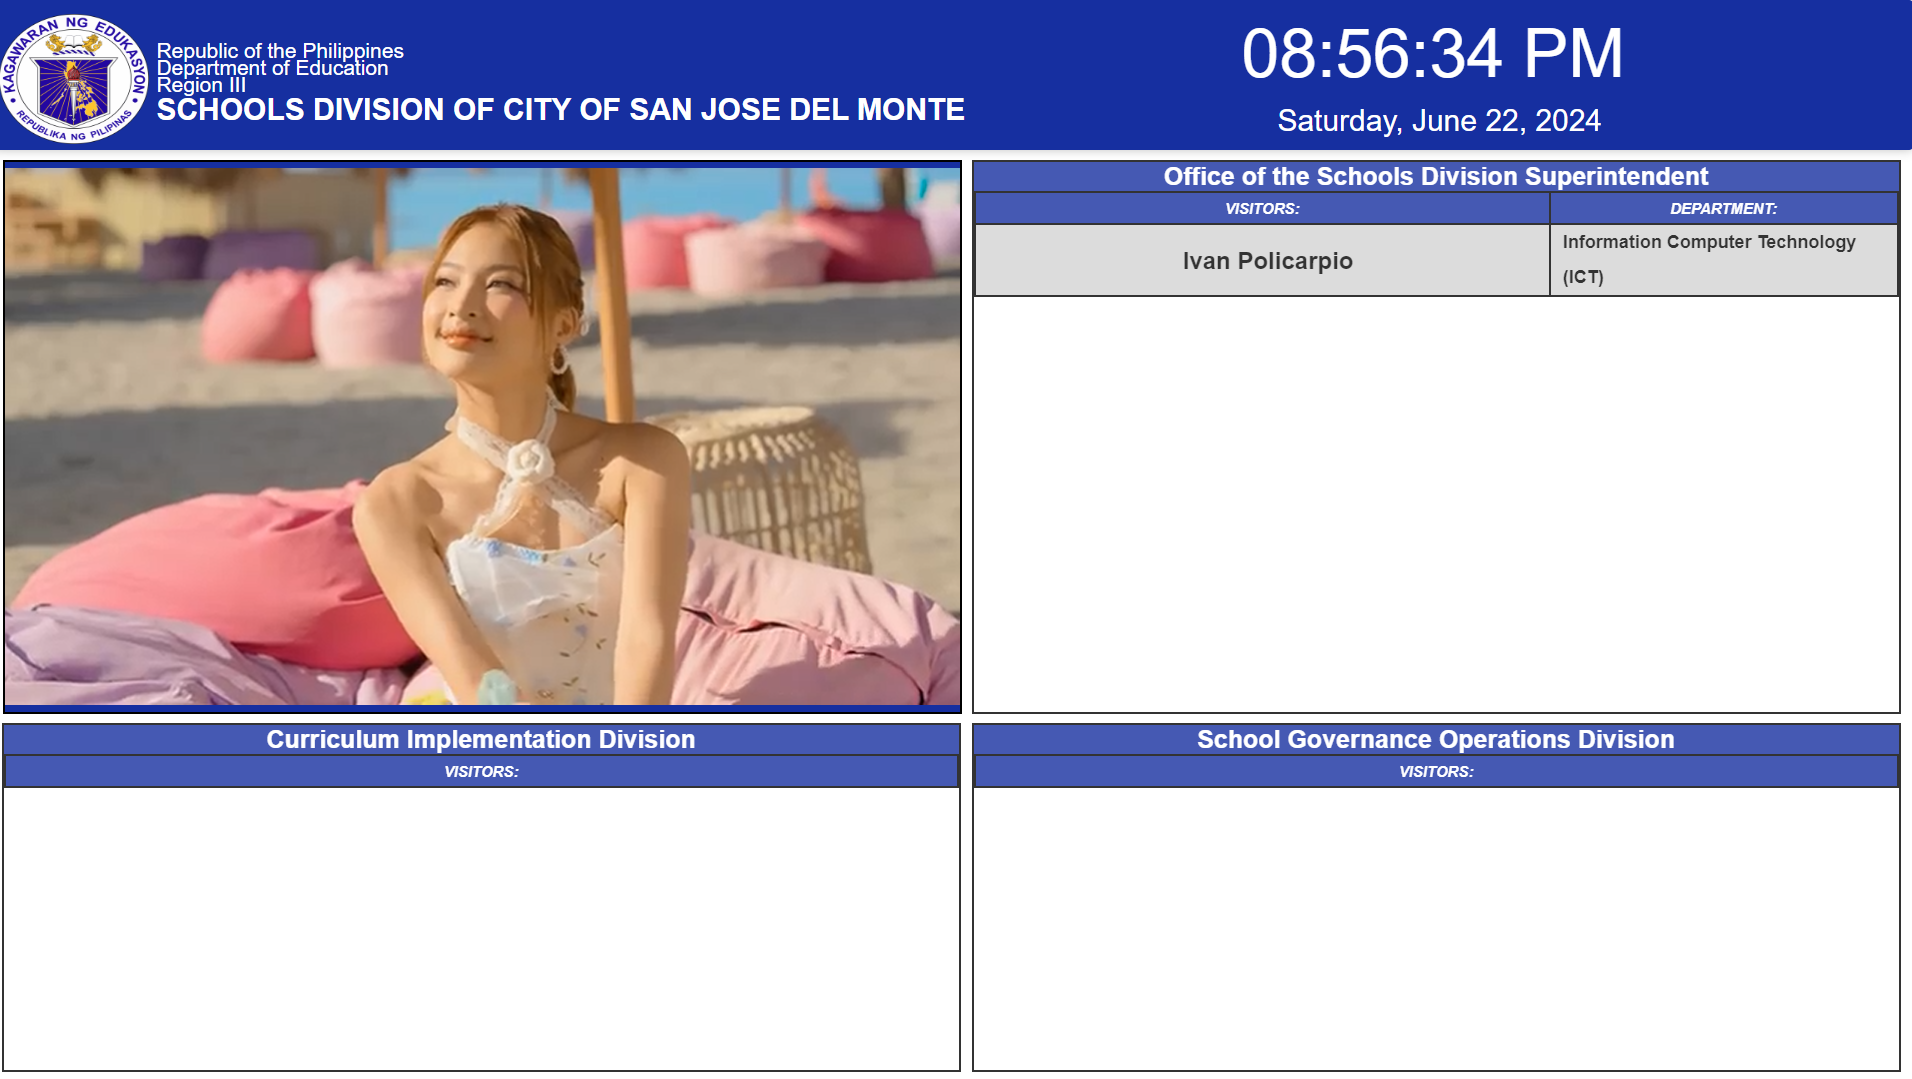 KAGAWARAN NG EDUKASYON
REPUBLIKA NG PILIPINAS
Republic of the Philippines
Department of Education
Region III
SCHOOLS DIVISION OF CITY OF SAN JOSE DEL MONTE
08:56:34 PM
Saturday, June 22, 2024
Office of the Schools Division Superintendent
VISITORS: DEPARTMENT:
Ivan Policarpio
Information Computer Technology
(ICT)
Curriculum Implementation Division
VISITORS:
School Governance Operations Division
VISITORS: